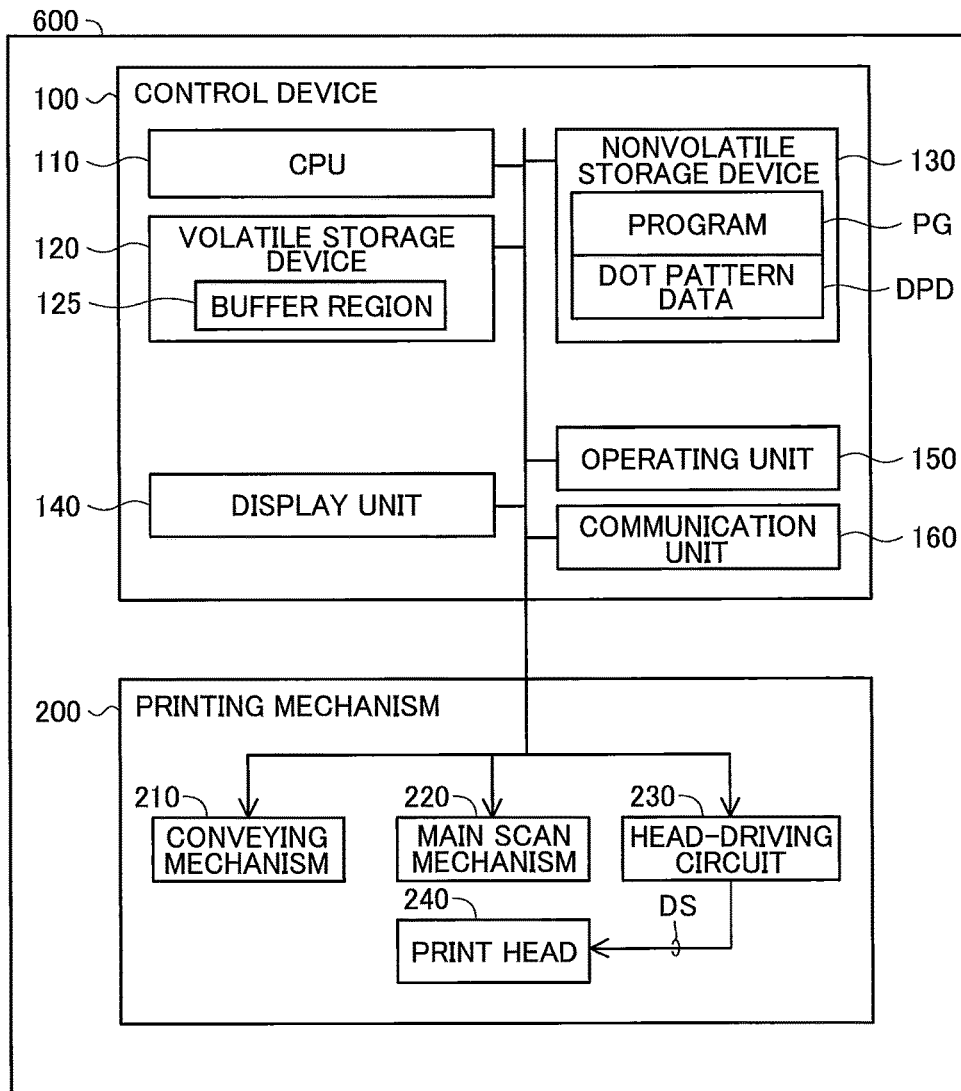 600
100
CONTROL DEVICE
110
CPU
NONVOLATILE
STORAGE DEVICE
130
PROGRAM
PG
DOT PATTERN
DATA
DPD
120
VOLATILE STORAGE
DEVICE
125
BUFFER REGION
OPERATING UNIT
150
140
DISPLAY UNIT
COMMUNICATION
UNIT
160
200
PRINTING MECHANISM
210
CONVEYING
MECHANISM
220
MAIN SCAN
MECHANISM
230
HEAD-DRIVING
CIRCUIT
240
PRINT HEAD
DS